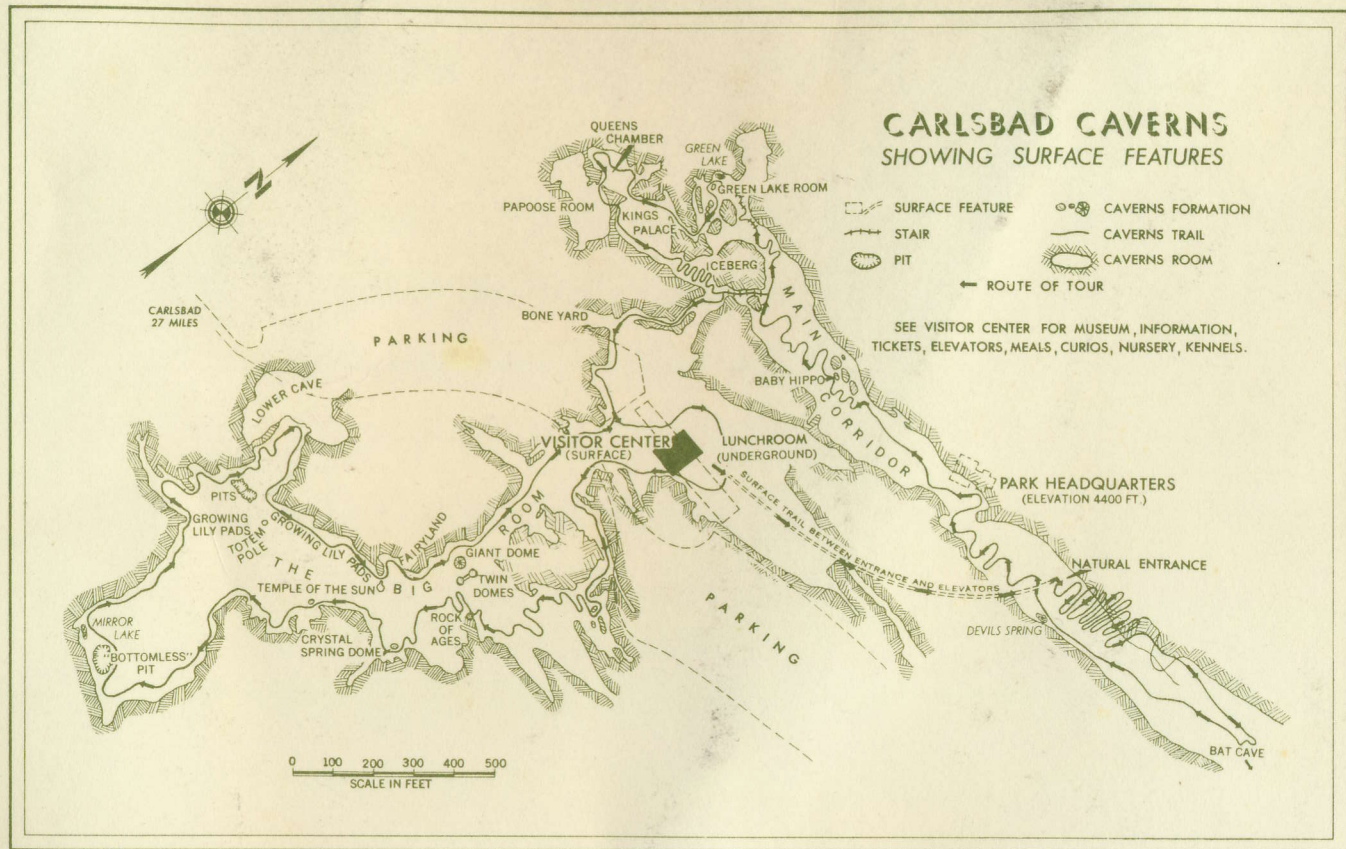 CARLSBAD CAVERNS
SHOWING SURFACE FEATURES
SURFACE FEATURE
CAVERNS FORMATION
STAIR
CAVERNS TRAIL
PIT
CAVERNS ROOM
ROUTE OF TOUR
SEE VISITOR CENTER FOR MUSEUM, INFORMATION,
TICKETS, ELEVATORS, MEALS, CURIOS, NURSERY, KENNELS.
N
QUEENS
CHAMBER
GREEN
LAKE
GREEN LAKE ROOM
PAPOOSE ROOM
KINGS
PALACE
ICEBERG
MAIN
CORRIDOR
BONE YARD
CARLSBAD
27 MILES
PARKING
BABY HIPPO
LOWER CAVE
VISITOR CENTER
(SURFACE)
LUNCHROOM
(UNDERGROUND)
SURFACE TRAIL BETWEEN ENTRANCE AND ELEVATORS
PARK HEADQUARTERS
(ELEVATION 4400 FT.)
NATURAL ENTRANCE
DEVILS SPRING
BAT CAVE
PARKING
PITS
GROWING
LILY PADS
TOTEM
POLE
GROWING LILY PADS
FAIRYLAND
THE
BIG
ROOM
GIANT DOME
TWIN
DOMES
TEMPLE OF THE SUN
ROCK
OF
AGES
CRYSTAL
SPRING DOME
MIRROR
LAKE
"BOTTOMLESS"
PIT
0 100 200 300 400 500
SCALE IN FEET